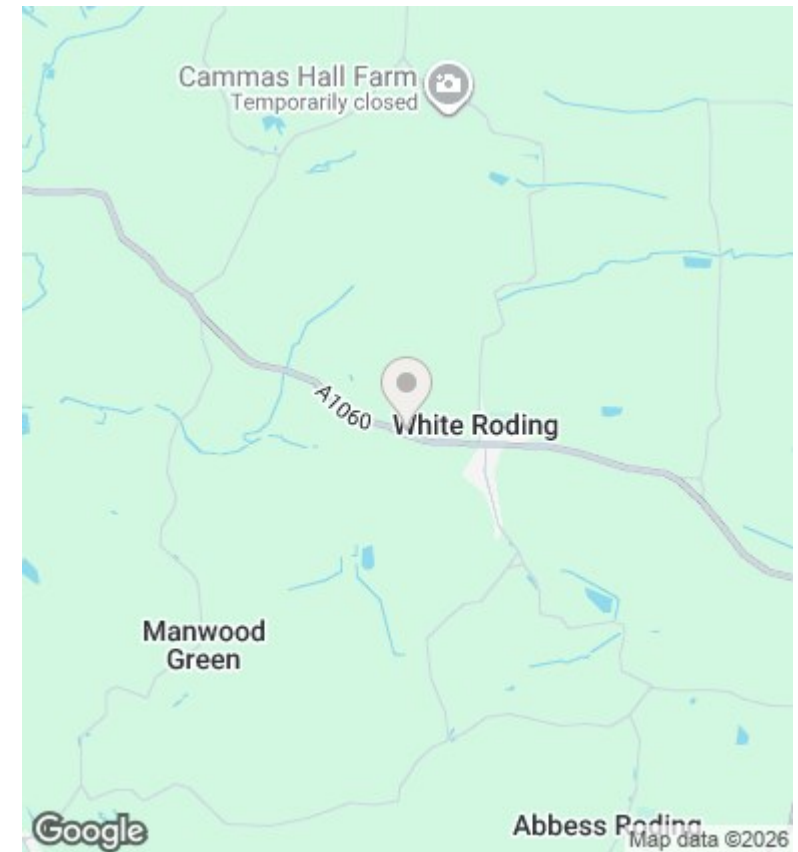 Cammas Hall Farm
Temporarily closed
A1060
White Roding
Manwood
Green
Abbess Roding
Google
Map data ©2026